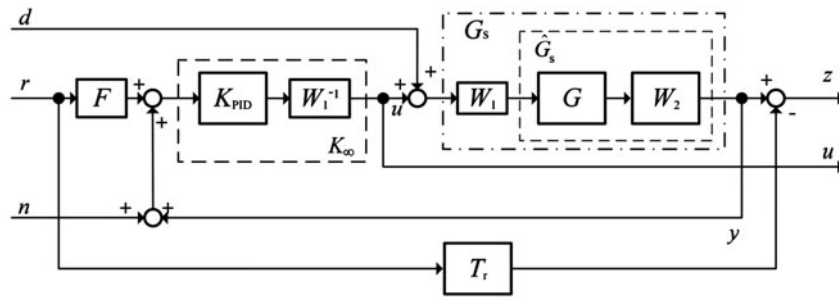 d
G_s
Ĝ_s
r
F
+
+
K_PID
W_1^{-1}
u
+
+
W_1
G
W_2
+
-
z
K_∞
u
n
+
+
y
T_r